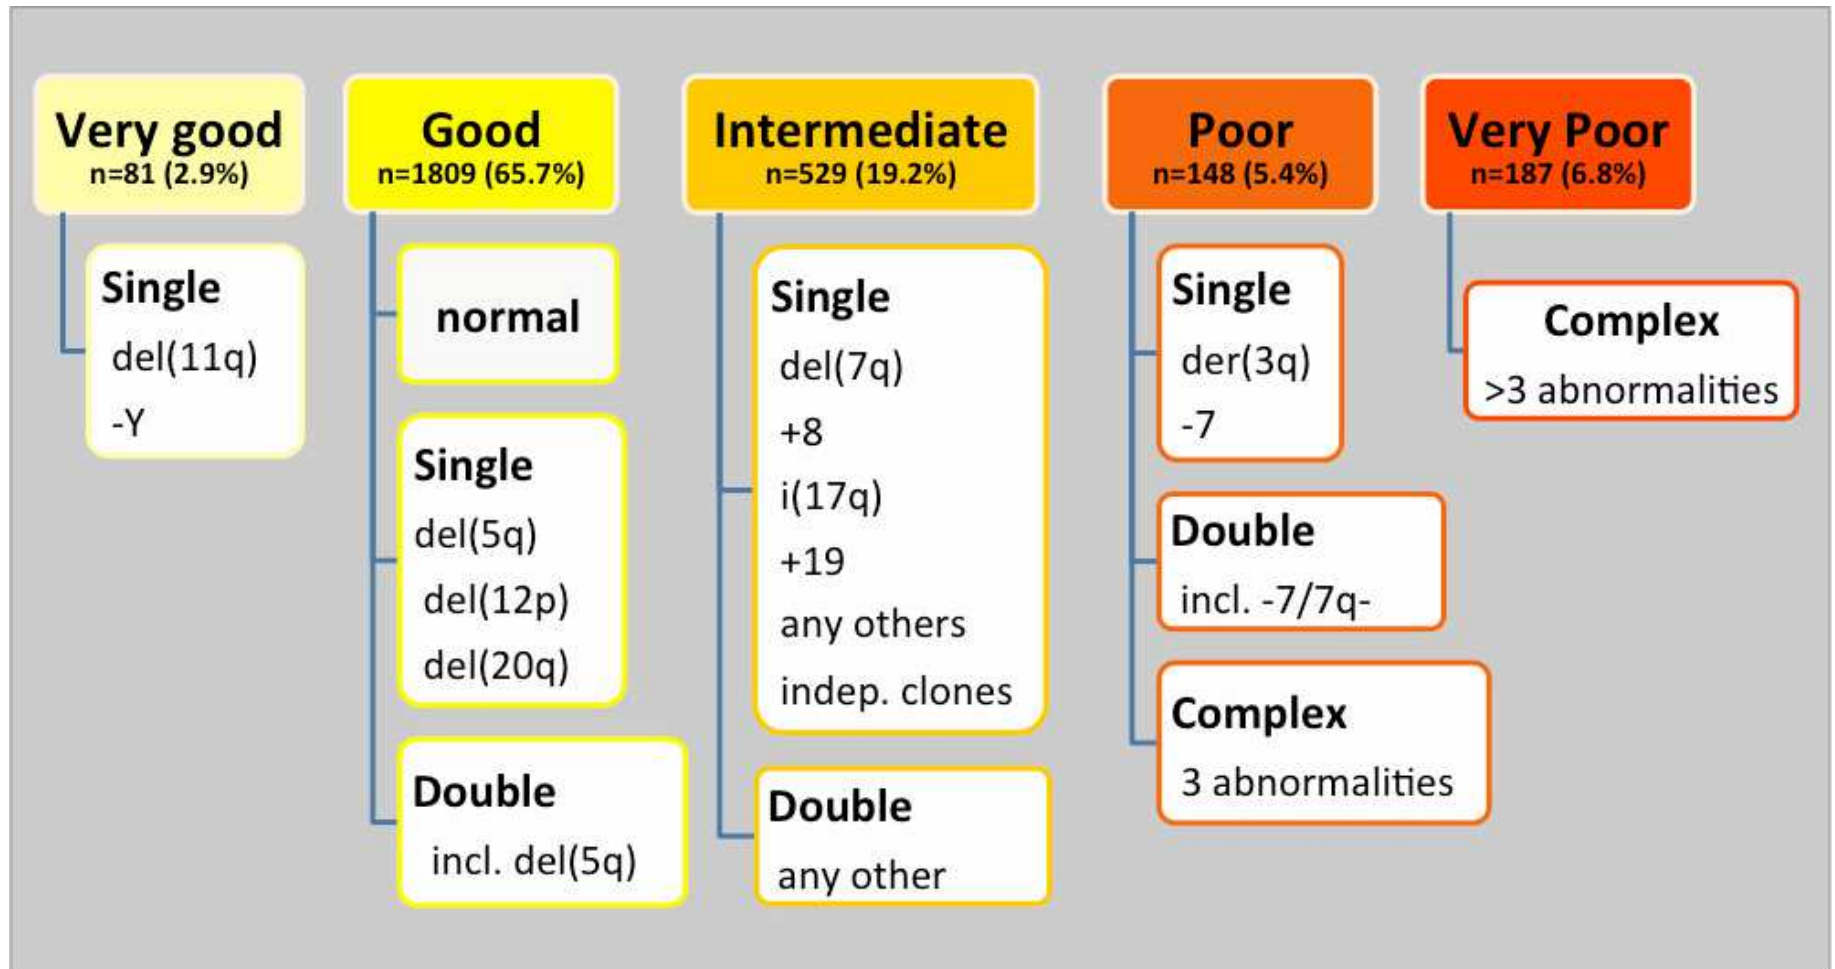 Very good
n=81 (2.9%)
Single
del(11q)
-Y
Good
n=1809 (65.7%)
normal
Single
del(5q)
del(12p)
del(20q)
Double
incl. del(5q)
Intermediate
n=529 (19.2%)
Single
del(7q)
+8
i(17q)
+19
any others
indep. clones
Double
any other
Poor
n=148 (5.4%)
Single
der(3q)
-7
Double
incl. -7/7q-
Complex
3 abnormalities
Very Poor
n=187 (6.8%)
Complex
>3 abnormalities